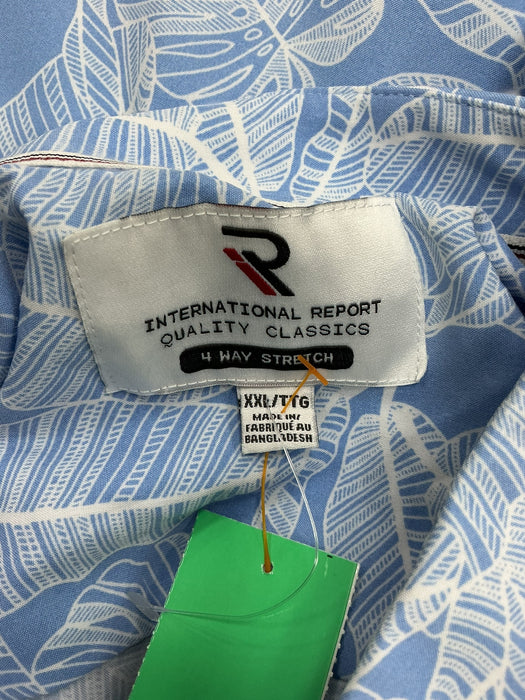 INTERNATIONAL REPORT
QUALITY CLASSICS
4 WAY STRETCH
XXL/TTG
MADE IN/
FABRIQUÉ AU
BANGLADESH